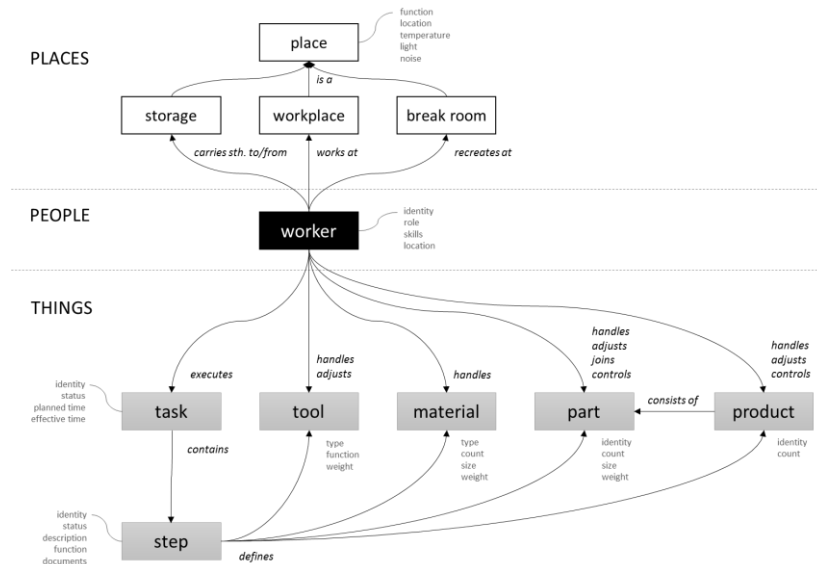 function
location
temperature
light
noise
place
PLACES
is a
storage
workplace
break room
carries sth. to/from
works at
recreates at
PEOPLE
worker
identity
role
skills
location
THINGS
executes
handles
adjusts
handles
handles
adjusts
joins
controls
handles
adjusts
controls
identity
status
planned time
effective time
task
tool
material
part
consists of
product
contains
type
function
weight
type
count
size
weight
identity
count
size
weight
identity
count
identity
status
description
function
documents
step
defines